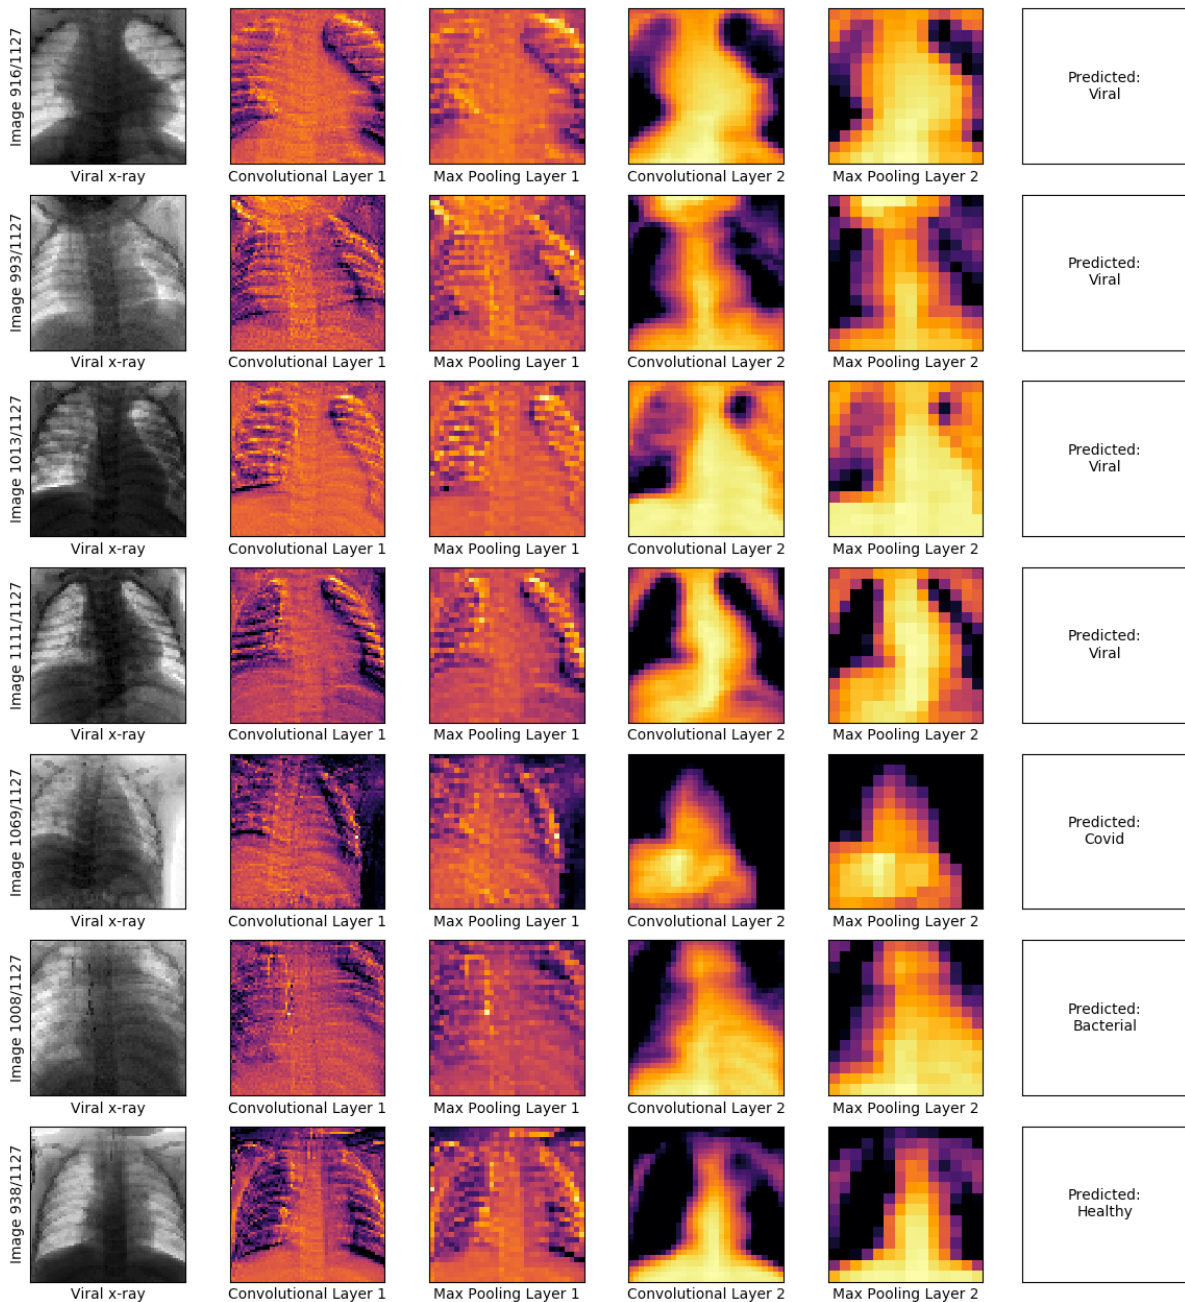 Image 916/1127
Predicted:
Viral
Viral x-ray
Convolutional Layer 1
Max Pooling Layer 1
Convolutional Layer 2
Max Pooling Layer 2
Image 993/1127
Predicted:
Viral
Viral x-ray
Convolutional Layer 1
Max Pooling Layer 1
Convolutional Layer 2
Max Pooling Layer 2
Image 1013/1127
Predicted:
Viral
Viral x-ray
Convolutional Layer 1
Max Pooling Layer 1
Convolutional Layer 2
Max Pooling Layer 2
Image 1111/1127
Predicted:
Viral
Viral x-ray
Convolutional Layer 1
Max Pooling Layer 1
Convolutional Layer 2
Max Pooling Layer 2
Image 1069/1127
Predicted:
Covid
Viral x-ray
Convolutional Layer 1
Max Pooling Layer 1
Convolutional Layer 2
Max Pooling Layer 2
Image 1008/1127
Predicted:
Bacterial
Viral x-ray
Convolutional Layer 1
Max Pooling Layer 1
Convolutional Layer 2
Max Pooling Layer 2
Image 938/1127
Predicted:
Healthy
Viral x-ray
Convolutional Layer 1
Max Pooling Layer 1
Convolutional Layer 2
Max Pooling Layer 2